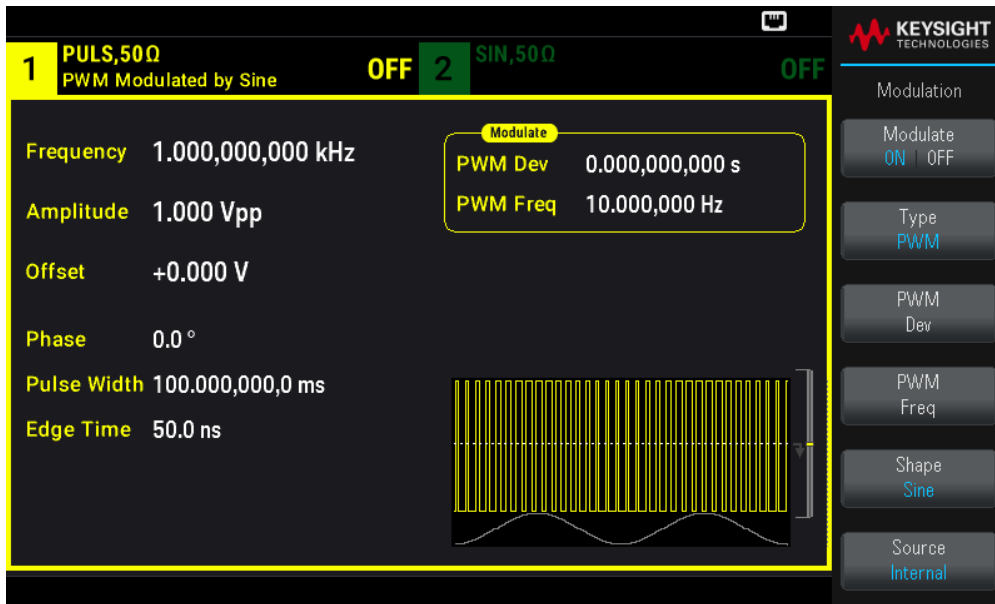 KEYSIGHT
TECHNOLOGIES
1 PULS,50Ω OFF 2 SIN,50Ω OFF
PWM Modulated by Sine
Modulation
Frequency 1.000,000,000 kHz
Amplitude 1.000 Vpp
Offset +0.000 V
Phase 0.0 °
Pulse Width 100.000,000,0 ms
Edge Time 50.0 ns
Modulate
PWM Dev 0.000,000,000 s
PWM Freq 10.000,000 Hz
Modulate
ON | OFF
Type
PWM
PWM
Dev
PWM
Freq
Shape
Sine
Source
Internal